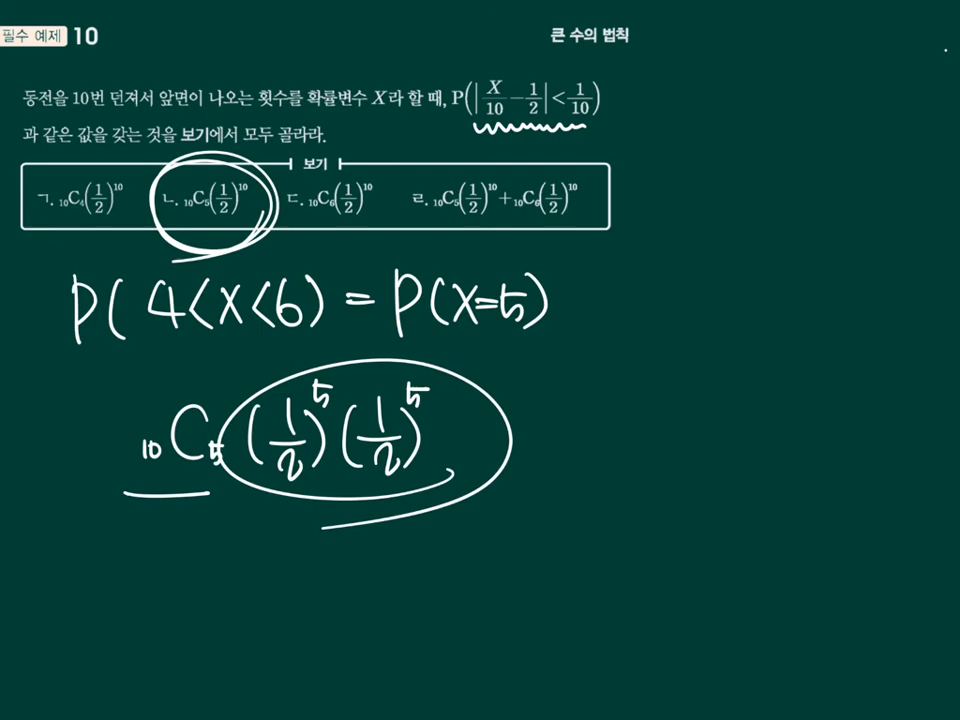 필수 예제 10
큰 수의 법칙
동전을 10번 던져서 앞면이 나오는 횟수를 확률변수 X라 할 때, P(|X/10 − 1/2| < 1/10)
과 같은 값을 갖는 것을 보기에서 모두 골라라.
보기
ㄱ. ₁₀C₄(1/2)¹⁰ ㄴ. ₁₀C₅(1/2)¹⁰ ㄷ. ₁₀C₆(1/2)¹⁰ ㄹ. ₁₀C₅(1/2)¹⁰ + ₁₀C₆(1/2)¹⁰
P( 4 < X < 6 ) = P(X=5)
₁₀C₅ (1/2)⁵ (1/2)⁵